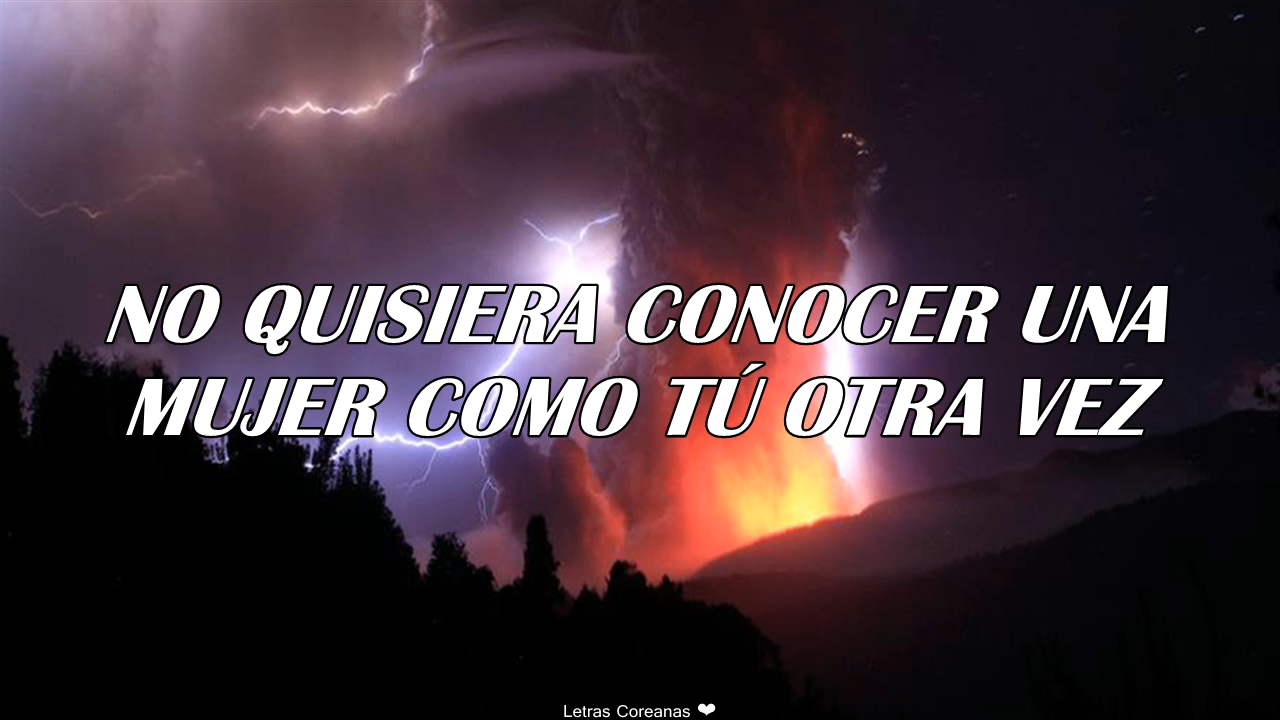 NO QUISIERA CONOCER UNA
MUJER COMO TÚ OTRA VEZ
Letras Coreanas ❤